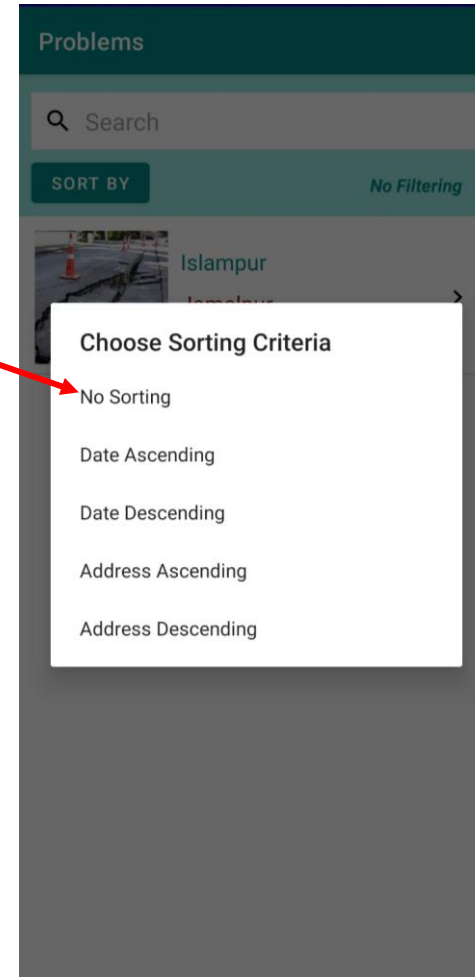 Problems
Search
SORT BY
No Filtering
Islampur
Choose Sorting Criteria
No Sorting
Date Ascending
Date Descending
Address Ascending
Address Descending